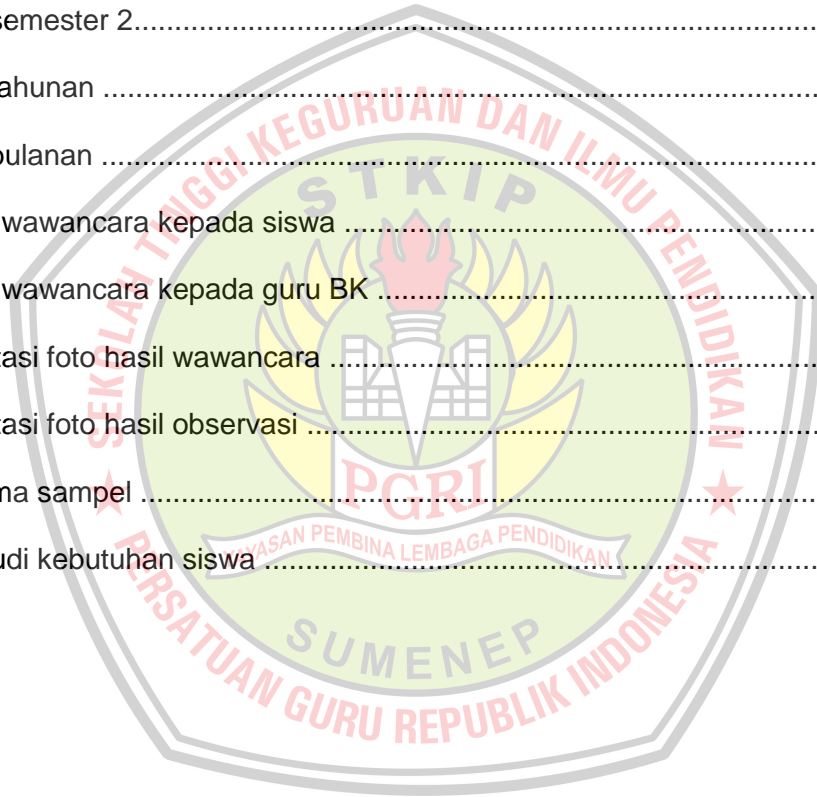 semester 2..........................................................................................
ahunan ..........................................................................................
bulanan ..........................................................................................
wawancara kepada siswa ..........................................................
wawancara kepada guru BK ......................................................
tasi foto hasil wawancara ............................................................
tasi foto hasil observasi ...............................................................
ma sampel ....................................................................................
udi kebutuhan siswa ....................................................................
SEKOLAH TINGGI KEGURUAN DAN ILMU PENDIDIKAN
STKIP
PGRI
YAYASAN PEMBINA LEMBAGA PENDIDIKAN
SUMENEP
★ PERSATUAN GURU REPUBLIK INDONESIA ★